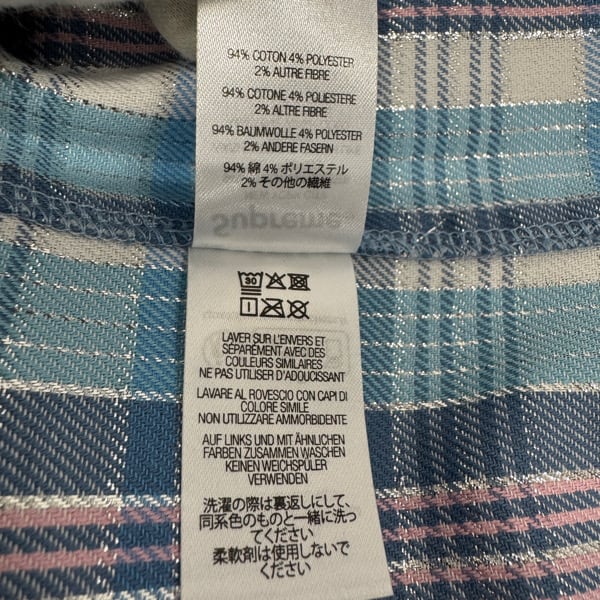 94% COTON 4% POLYESTER
2% AUTRE FIBRE
94% COTONE 4% POLIESTERE
2% ALTRE FIBRE
94% BAUMWOLLE 4% POLYESTER
2% ANDERE FASERN
94% 綿 4% ポリエステル
2% その他の繊維
Supreme
30
LAVER SUR L'ENVERS ET
SÉPARÉMENT AVEC DES
COULEURS SIMILAIRES
NE PAS UTILISER D'ADOUCISSANT
LAVARE AL ROVESCIO CON CAPI DI
COLORE SIMILE
NON UTILIZZARE AMMORBIDENTE
AUF LINKS UND MIT ÄHNLICHEN
FARBEN ZUSAMMEN WASCHEN
KEINEN WEICHSPÜLER
VERWENDEN
洗濯の際は裏返しにして、
同系色のものと一緒に洗っ
てください
柔軟剤は使用しないで
ください